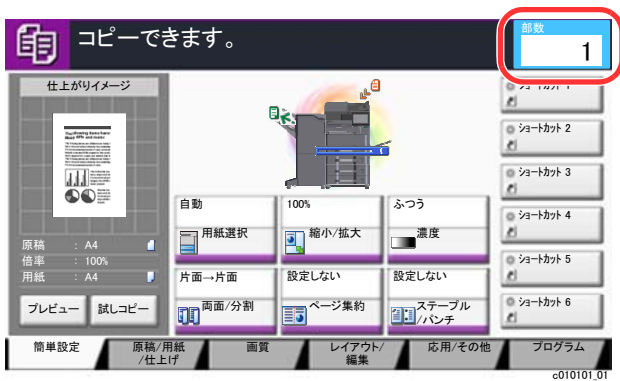 コピーできます。
部数
1
仕上がりイメージ
原稿 : A4
倍率 : 100%
用紙 : A4
プレビュー
試しコピー
自動
用紙選択
100%
縮小/拡大
ふつう
濃度
片面→片面
両面/分割
設定しない
ページ集約
設定しない
ステープル
/パンチ
ショートカット 1
ショートカット 2
ショートカット 3
ショートカット 4
ショートカット 5
ショートカット 6
簡単設定
原稿/用紙
/仕上げ
画質
レイアウト/
編集
応用/その他
プログラム
c010101_01